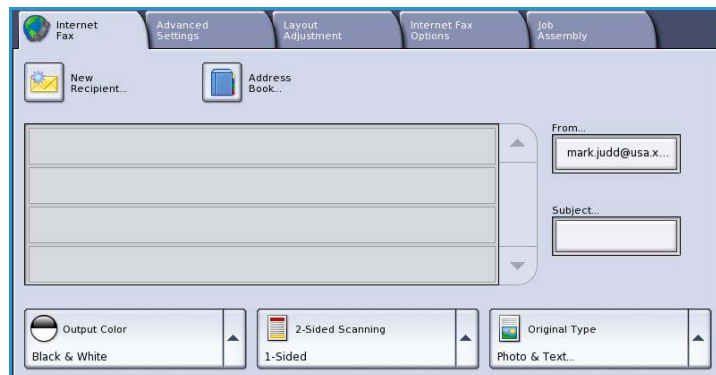 Internet
Fax
Advanced
Settings
Layout
Adjustment
Internet Fax
Options
Job
Assembly
New
Recipient...
Address
Book...
From...
mark.judd@usa.x...
Subject...
Output Color
Black & White
2-Sided Scanning
1-Sided
Original Type
Photo & Text...